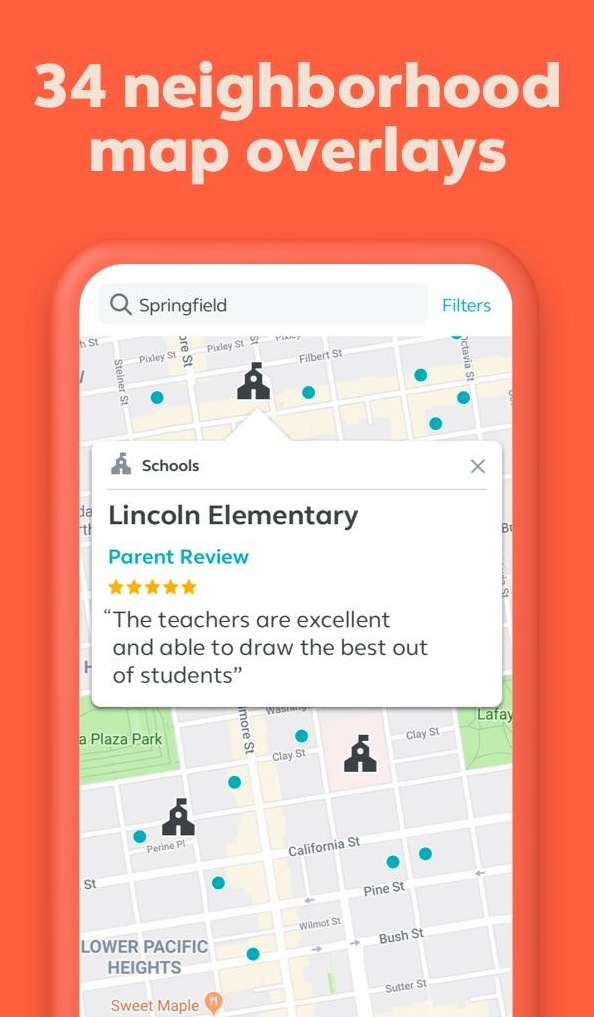 34 neighborhood
map overlays
Springfield
Filters
h St
Pixley St
Pixley St
Filbert St
Steiner St
ore St
ctavia St
Schools
Lincoln Elementary
Parent Review
“The teachers are excellent
and able to draw the best out
of students”
a Plaza Park
more St
Clay St
Clay St
Lafay
Perine Pl
California St
St
Pine St
Wilmot St
Bush St
LOWER PACIFIC
HEIGHTS
Sutter St
Sweet Maple